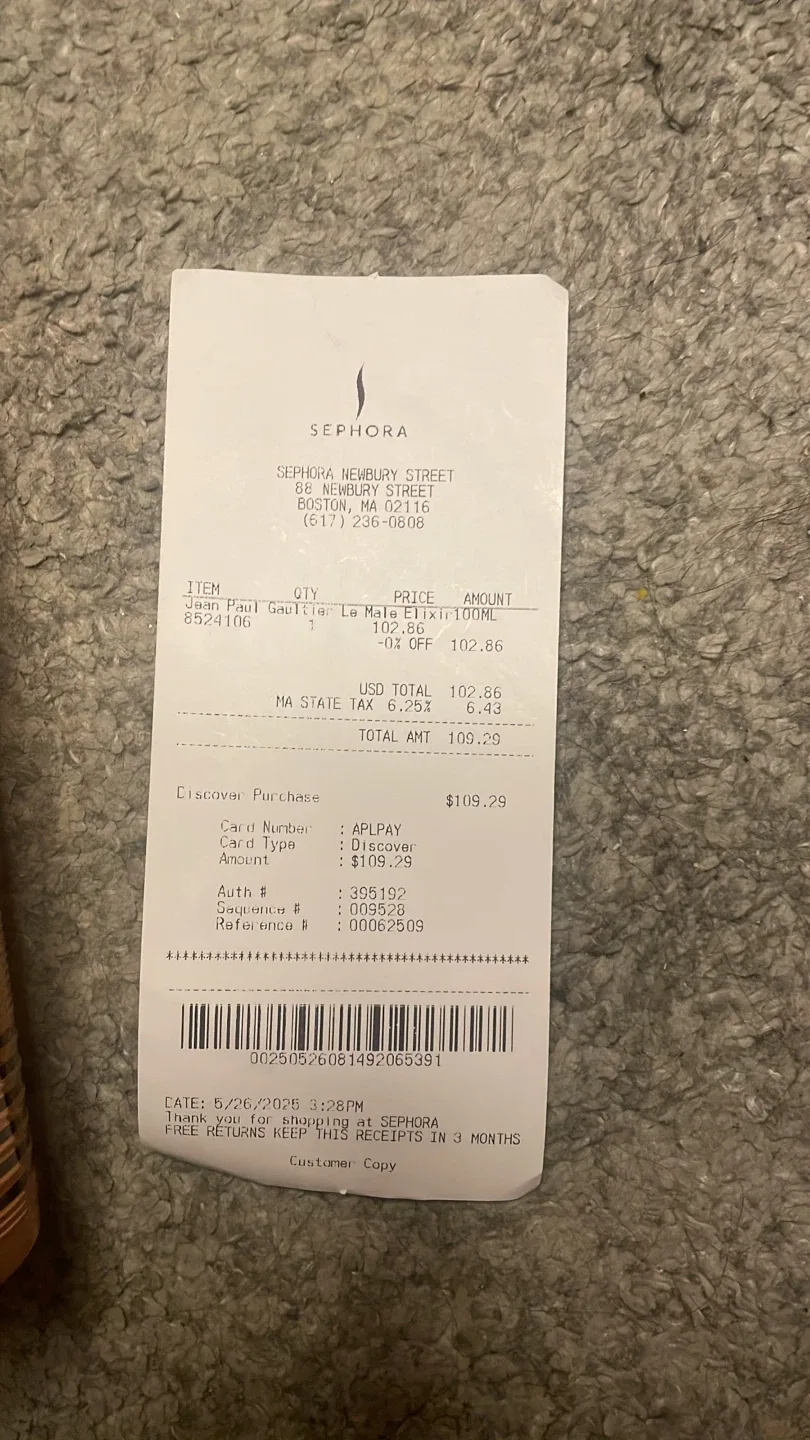 SEPHORA
SEPHORA NEWBURY STREET
88 NEWBURY STREET
BOSTON, MA 02116
(617) 236-0808
ITEM QTY PRICE AMOUNT
Jean Paul Gaultier Le Male Elixir100ML
8524106 1 102.86
-0% OFF 102.86
USD TOTAL 102.86
MA STATE TAX 6.25% 6.43
TOTAL AMT 109.29
Discover Purchase $109.29
Card Number : APLPAY
Card Type : Discover
Amount : $109.29
Auth # : 395192
Sequence # : 009528
Reference # : 00062509
******************************************
00250526081492065391
DATE: 5/26/2025 3:28PM
Thank you for shopping at SEPHORA
FREE RETURNS KEEP THIS RECEIPTS IN 3 MONTHS
Customer Copy